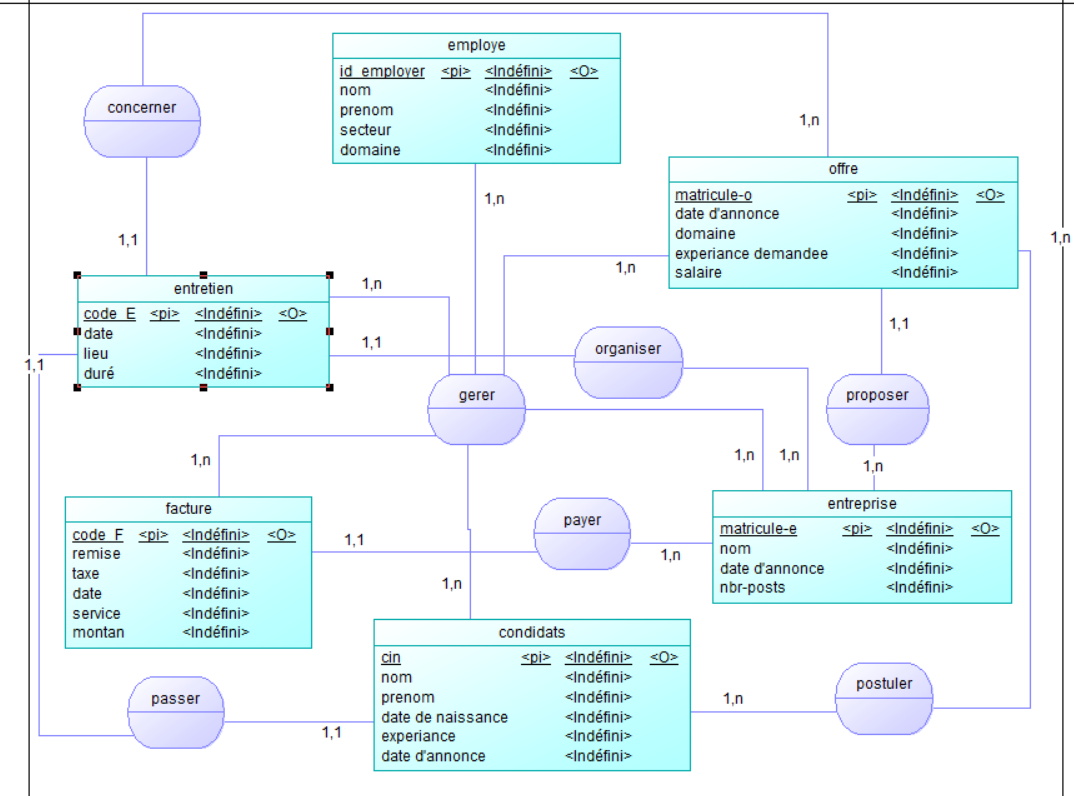 employe
id_employer <pi> <Indéfini> <O>
nom <Indéfini>
prenom <Indéfini>
secteur <Indéfini>
domaine <Indéfini>
concerner
1,n
offre
matricule-o <pi> <Indéfini> <O>
date d'annonce <Indéfini>
domaine <Indéfini>
experiance demandee <Indéfini>
salaire <Indéfini>
1,n
1,1
1,n
1,n
entretien
code_E <pi> <Indéfini> <O>
date <Indéfini>
lieu <Indéfini>
duré <Indéfini>
1,n
1,1
1,1
1,1
organiser
gerer
proposer
1,n
1,n
1,n
1,n
facture
code_F <pi> <Indéfini> <O>
remise <Indéfini>
taxe <Indéfini>
date <Indéfini>
service <Indéfini>
montan <Indéfini>
payer
1,1
1,n
entreprise
matricule-e <pi> <Indéfini> <O>
nom <Indéfini>
date d'annonce <Indéfini>
nbr-posts <Indéfini>
1,n
condidats
cin <pi> <Indéfini> <O>
nom <Indéfini>
prenom <Indéfini>
date de naissance <Indéfini>
experiance <Indéfini>
date d'annonce <Indéfini>
passer
1,1
1,n
postuler